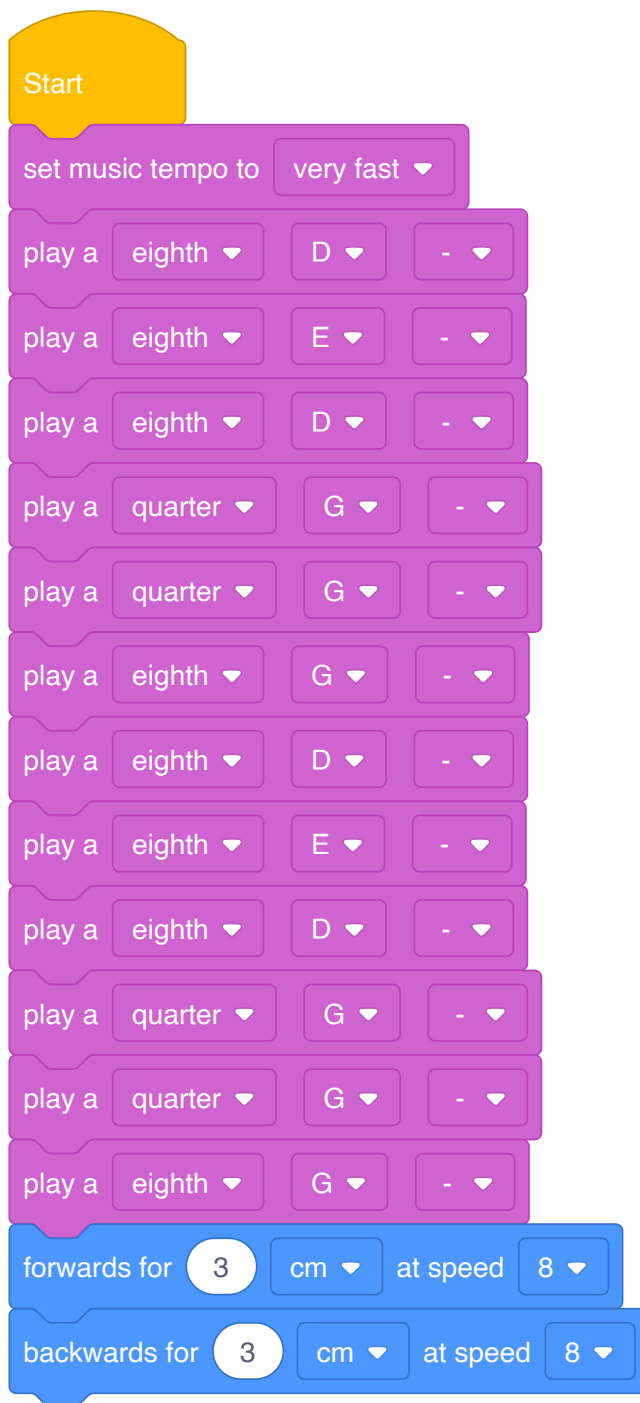 Start
set music tempo to very fast
play a eighth D -
play a eighth E -
play a eighth D -
play a quarter G -
play a quarter G -
play a eighth G -
play a eighth D -
play a eighth E -
play a eighth D -
play a quarter G -
play a quarter G -
play a eighth G -
forwards for 3 cm at speed 8
backwards for 3 cm at speed 8